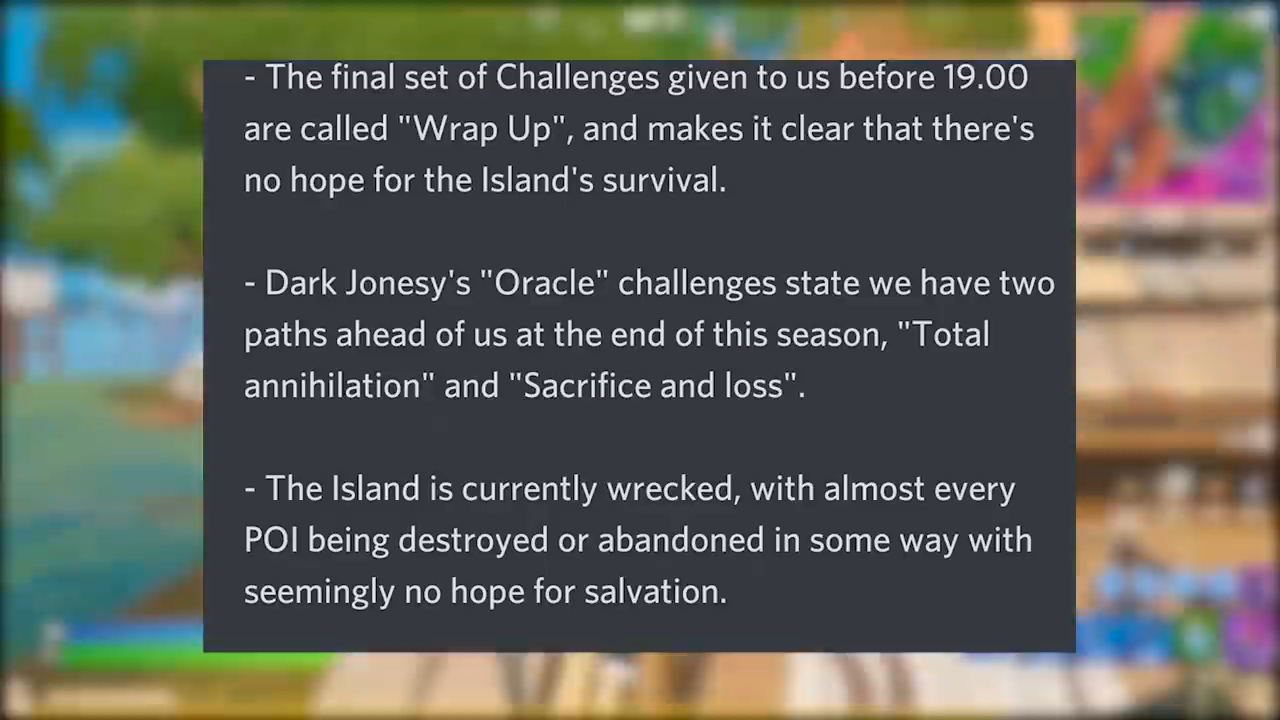 - The final set of Challenges given to us before 19.00
are called "Wrap Up", and makes it clear that there's
no hope for the Island's survival.
- Dark Jonesy's "Oracle" challenges state we have two
paths ahead of us at the end of this season, "Total
annihilation" and "Sacrifice and loss".
- The Island is currently wrecked, with almost every
POI being destroyed or abandoned in some way with
seemingly no hope for salvation.